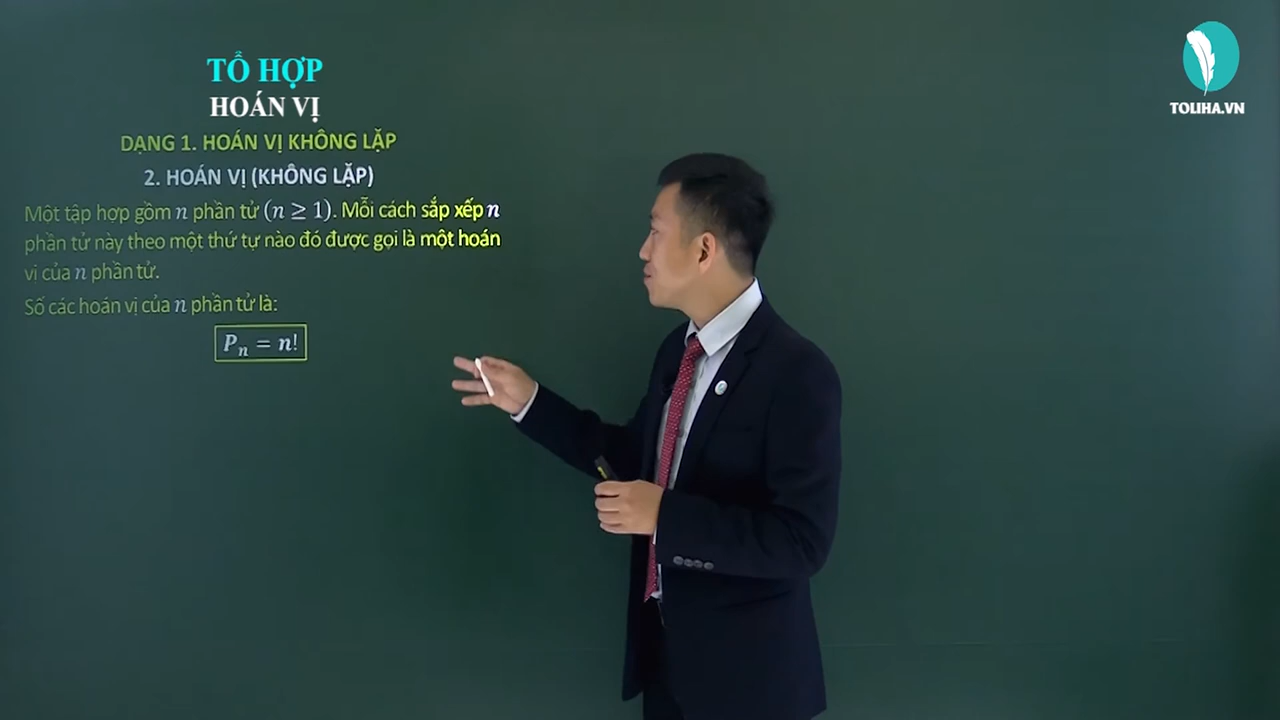 TỔ HỢP
HOÁN VỊ
DẠNG 1. HOÁN VỊ KHÔNG LẶP
2. HOÁN VỊ (KHÔNG LẶP)
Một tập hợp gồm n phần tử (n ≥ 1). Mỗi cách sắp xếp n
phần tử này theo một thứ tự nào đó được gọi là một hoán
vị của n phần tử.
Số các hoán vị của n phần tử là:
Pₙ = n!
TOLIHA.VN